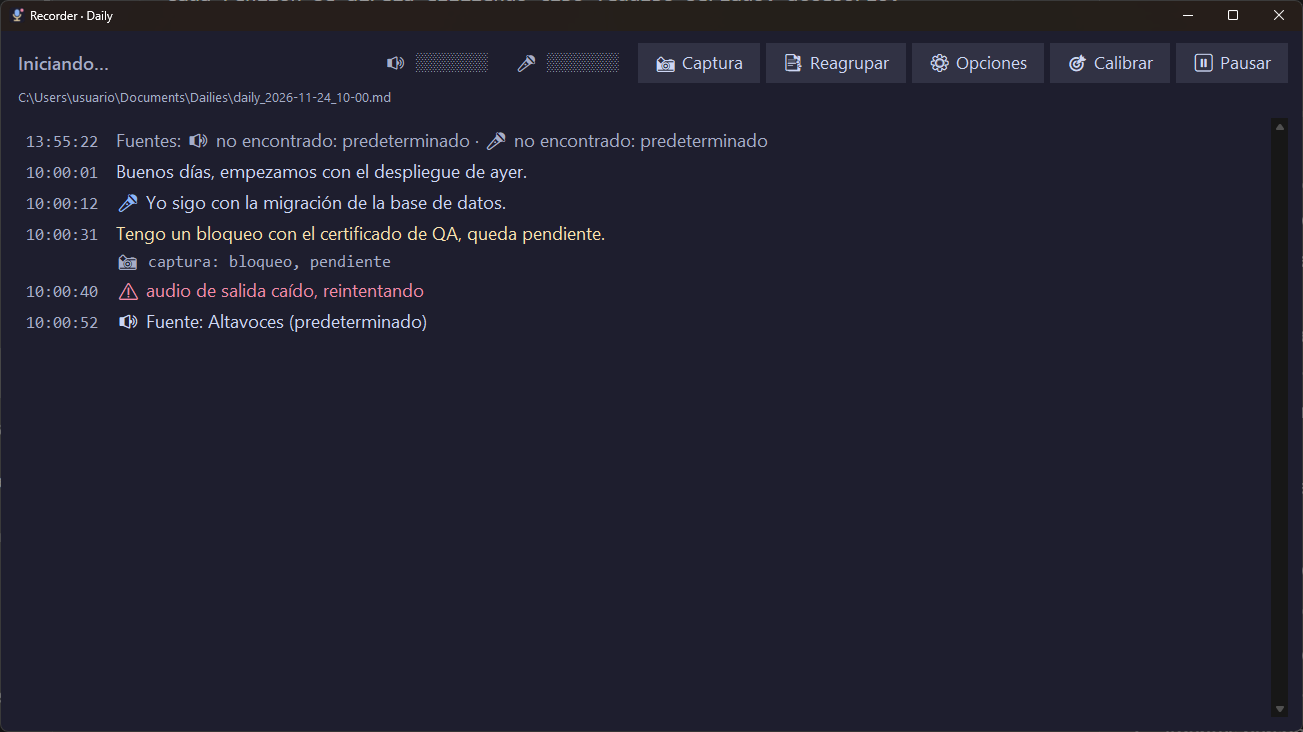 Recorder · Daily
Iniciando...
Captura
Reagrupar
Opciones
Calibrar
Pausar
C:\Users\usuario\Documents\Dailies\daily_2026-11-24_10-00.md
13:55:22 Fuentes: no encontrado: predeterminado · no encontrado: predeterminado
10:00:01 Buenos días, empezamos con el despliegue de ayer.
10:00:12 Yo sigo con la migración de la base de datos.
10:00:31 Tengo un bloqueo con el certificado de QA, queda pendiente.
captura: bloqueo, pendiente
10:00:40 audio de salida caído, reintentando
10:00:52 Fuente: Altavoces (predeterminado)